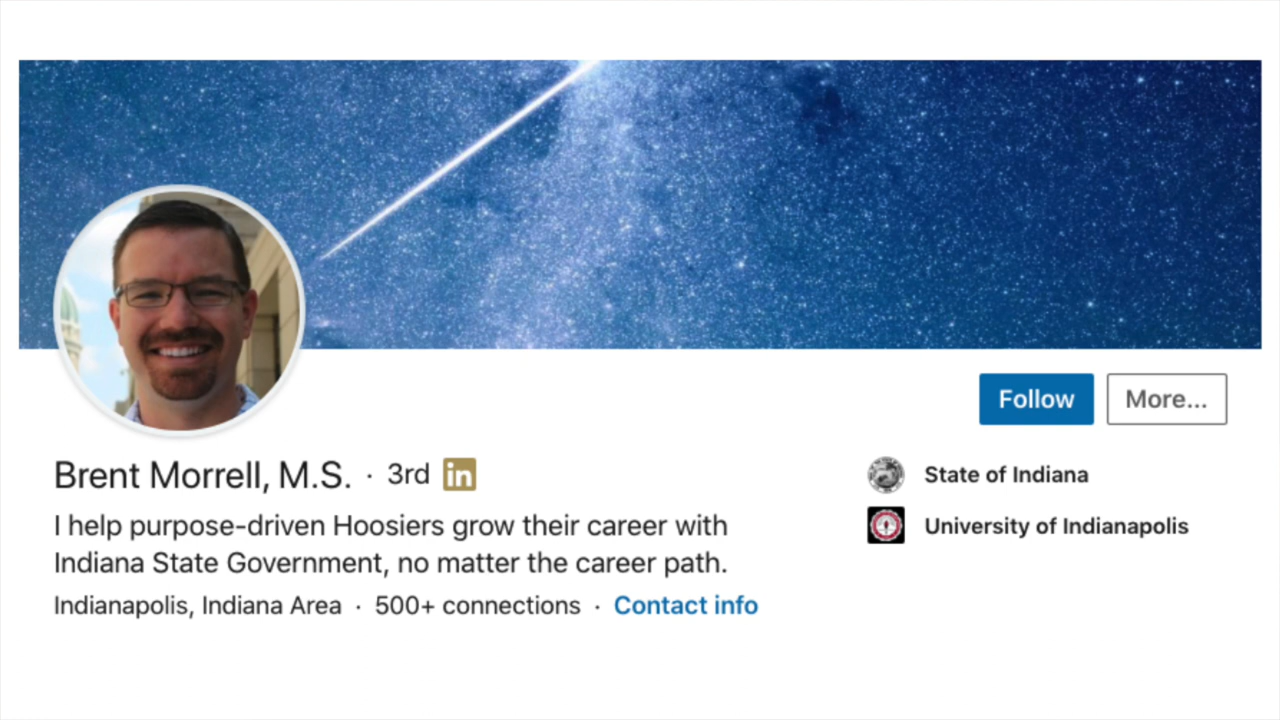 Follow
More...
Brent Morrell, M.S. · 3rd in
I help purpose-driven Hoosiers grow their career with
Indiana State Government, no matter the career path.
Indianapolis, Indiana Area · 500+ connections · Contact info
State of Indiana
University of Indianapolis